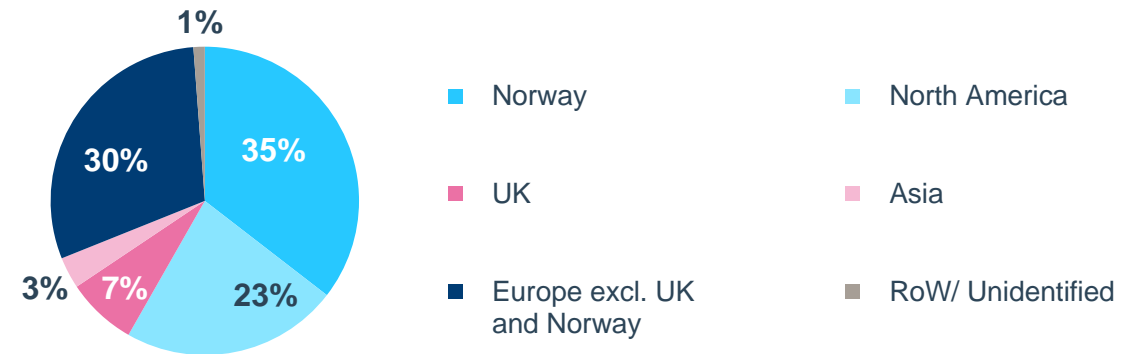 1%
30%
35%
3%
7%
23%
Norway
North America
UK
Asia
Europe excl. UK
and Norway
RoW/ Unidentified